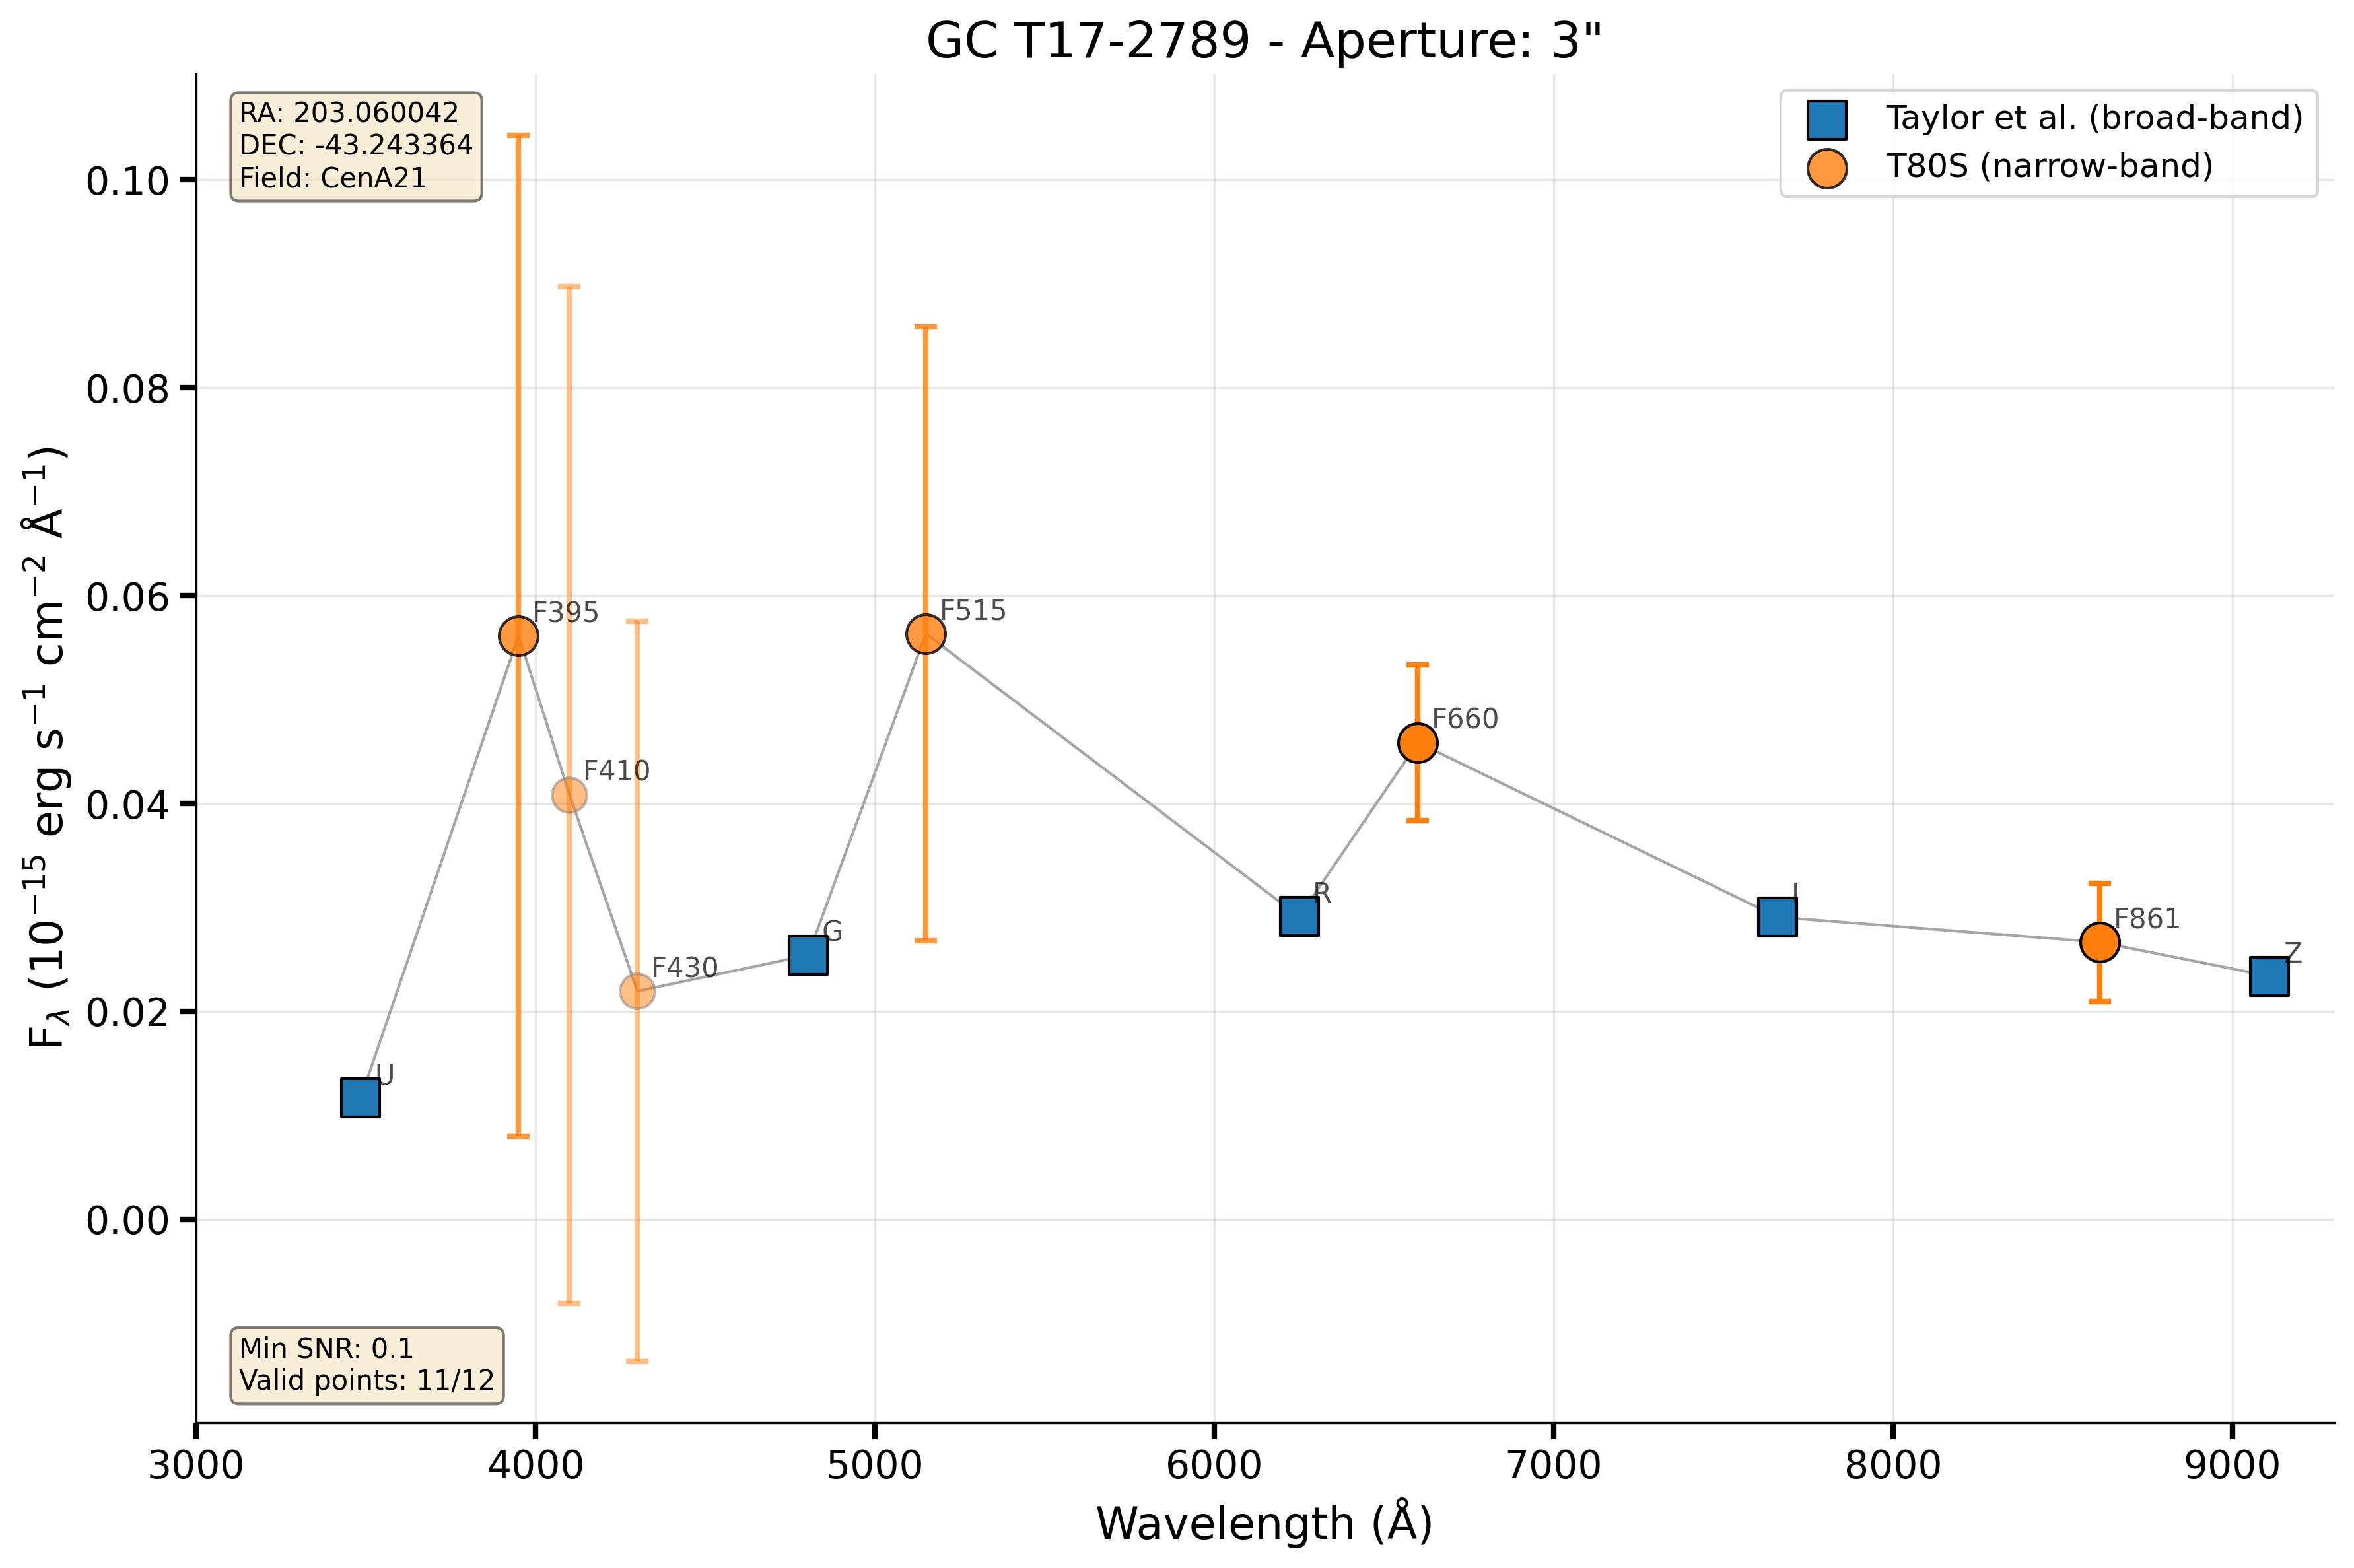 GC T17-2789 - Aperture: 3"
RA: 203.060042
DEC: -43.243364
Field: CenA21
Taylor et al. (broad-band)
T80S (narrow-band)
0.10
0.08
0.06
0.04
0.02
0.00
F$_{λ}$ (10$^{−15}$ erg s$^{−1}$ cm$^{−2}$ Å$^{−1}$)
F395
F515
F660
F410
R
I
G
F861
F430
Z
U
Min SNR: 0.1
Valid points: 11/12
3000 4000 5000 6000 7000 8000 9000
Wavelength (Å)